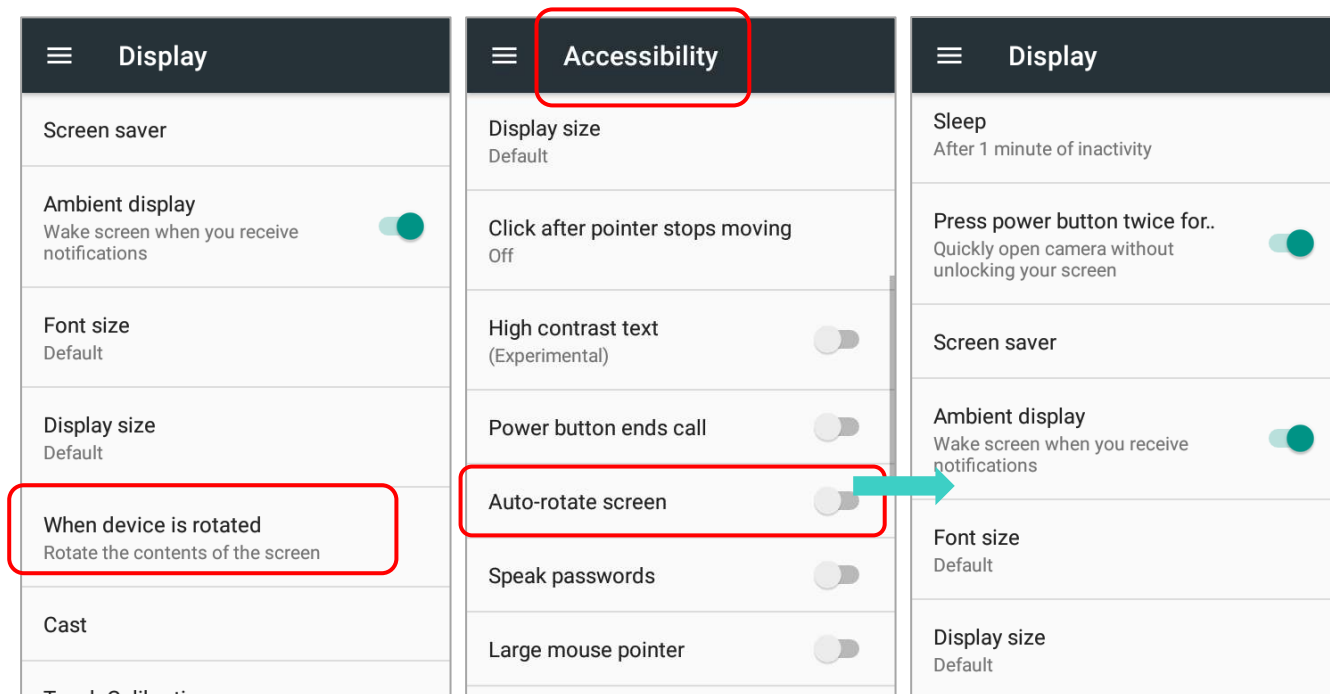 Display
Screen saver
Ambient display
Wake screen when you receive
notifications
Font size
Default
Display size
Default
When device is rotated
Rotate the contents of the screen
Cast
Accessibility
Display size
Default
Click after pointer stops moving
Off
High contrast text
(Experimental)
Power button ends call
Auto-rotate screen
Speak passwords
Large mouse pointer
Display
Sleep
After 1 minute of inactivity
Press power button twice for..
Quickly open camera without
unlocking your screen
Screen saver
Ambient display
Wake screen when you receive
notifications
Font size
Default
Display size
Default